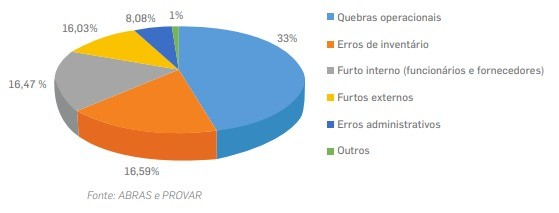 8,08%
1%
16,03%
33%
16,47 %
16,59%
Quebras operacionais
Erros de inventário
Furto interno (funcionários e fornecedores)
Furtos externos
Erros administrativos
Outros
Fonte: ABRAS e PROVAR